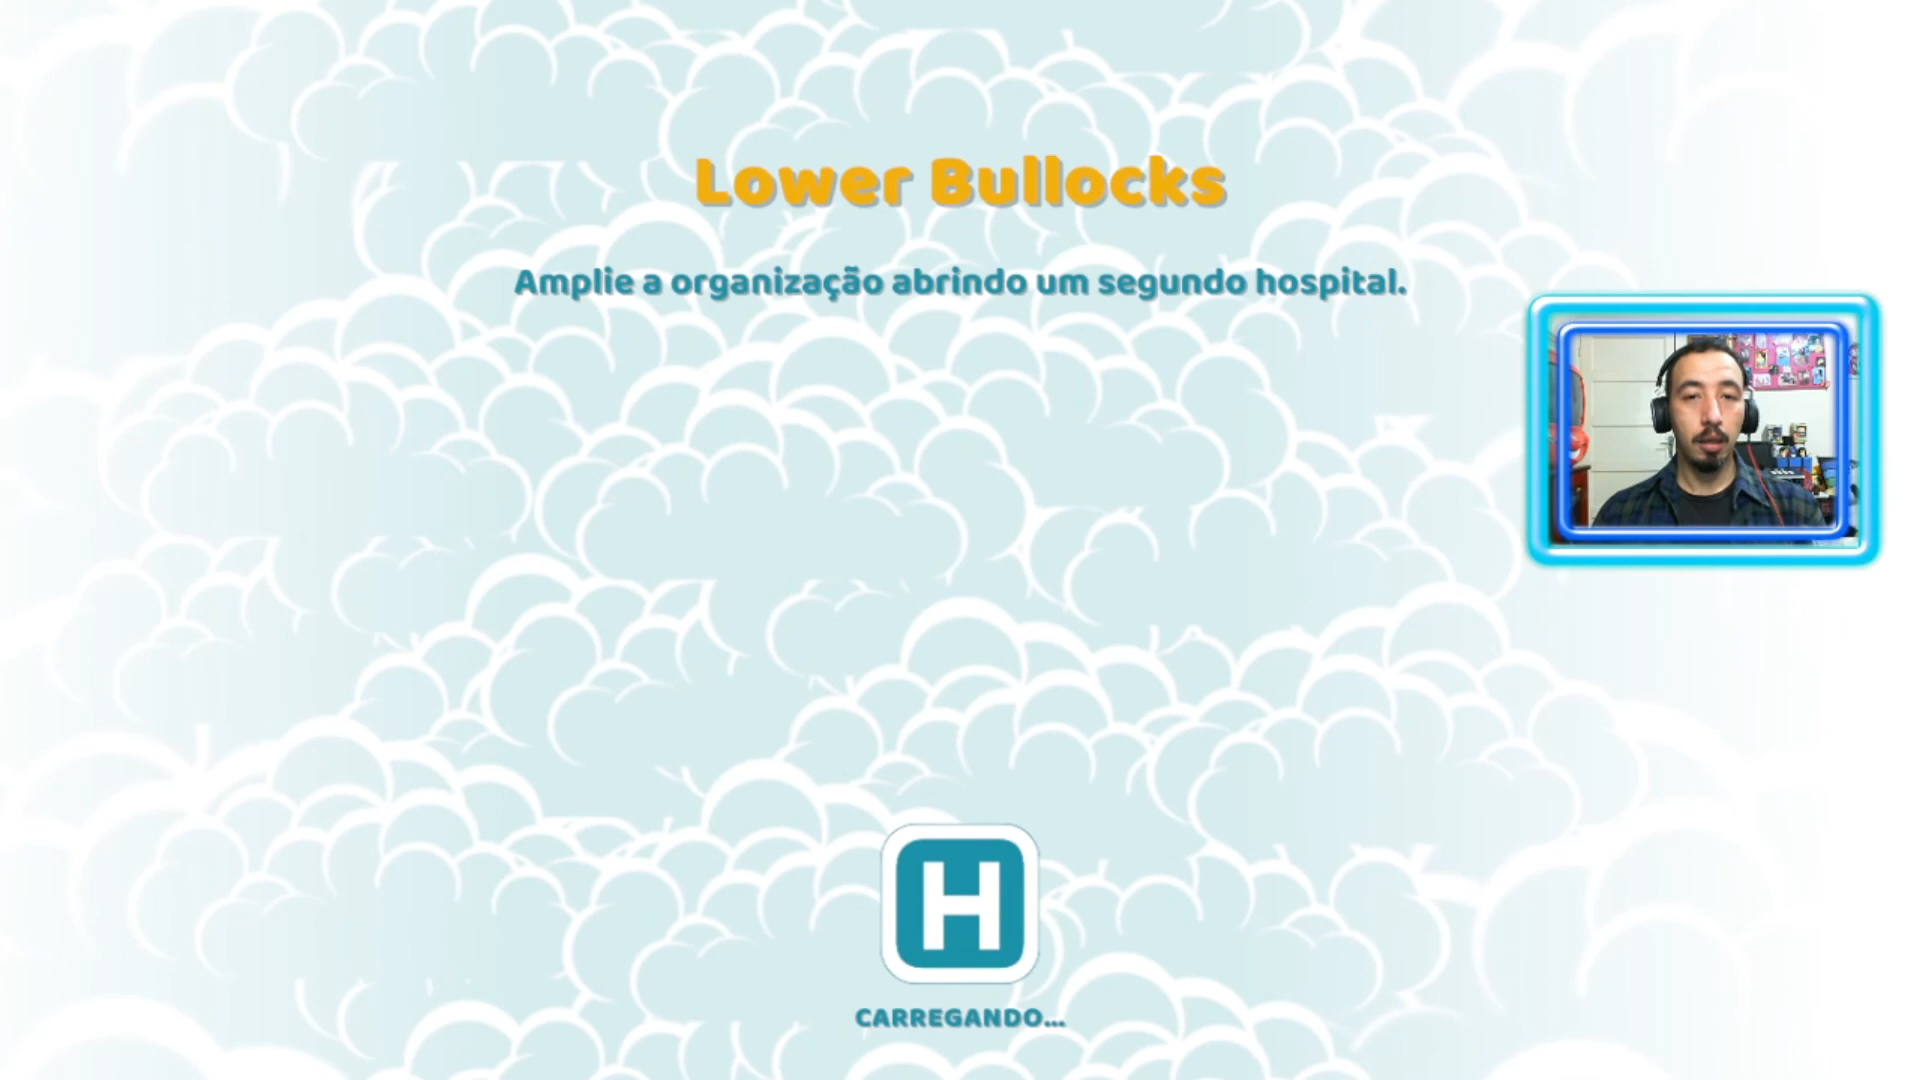 Lower Bullocks
Amplie a organização abrindo um segundo hospital.
H
CARREGANDO...